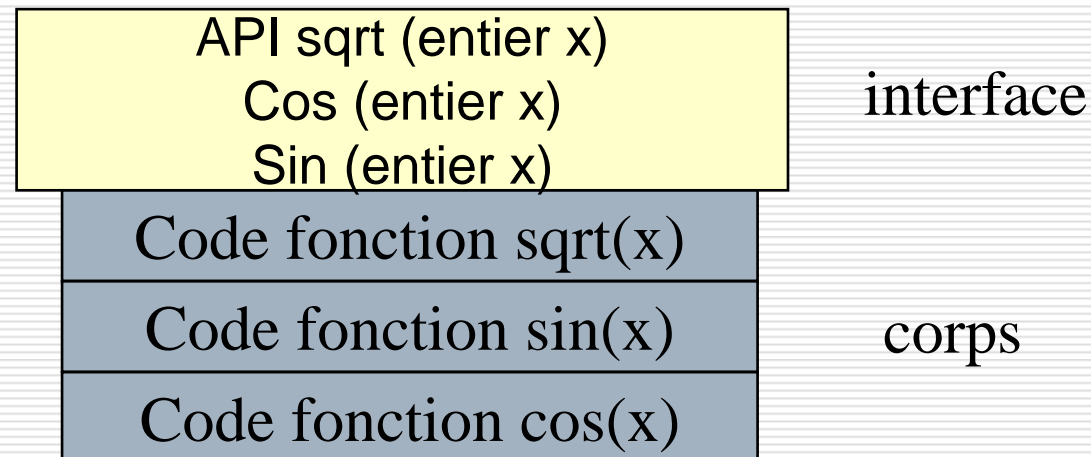 API sqrt (entier x)
Cos (entier x)
Sin (entier x)
interface
Code fonction sqrt(x)
Code fonction sin(x)
corps
Code fonction cos(x)